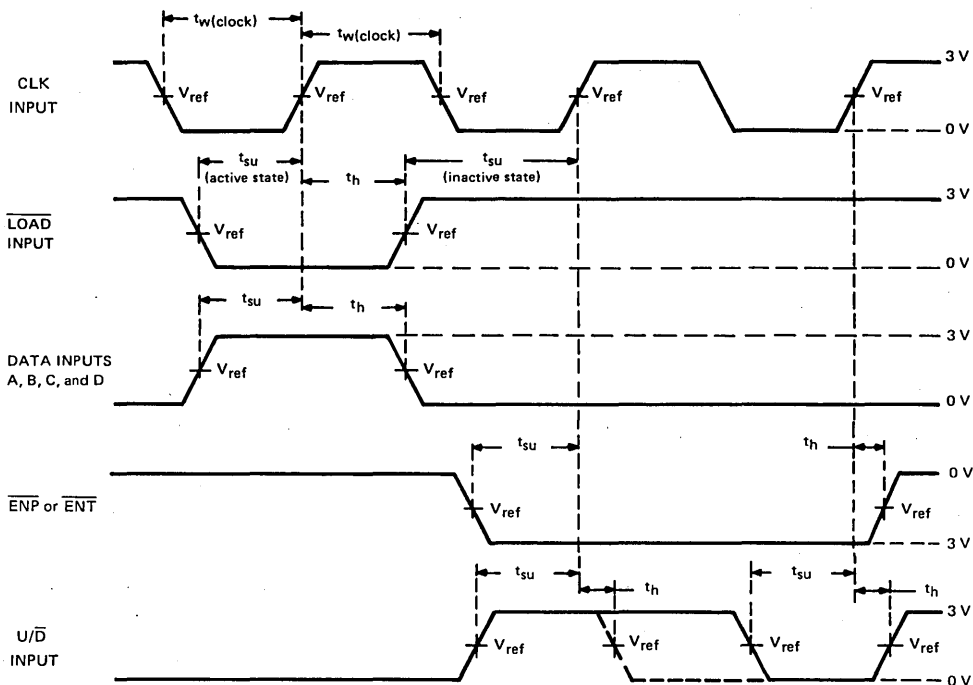 tw(clock)
tw(clock)
CLK
INPUT
Vref
Vref
Vref
Vref
Vref
3 V
0 V
tsu
(active state)
th
tsu
(inactive state)
LOAD
INPUT
Vref
Vref
3 V
0 V
tsu
th
DATA INPUTS
A, B, C, and D
Vref
Vref
3V
0 V
tsu
th
ENP or ENT
Vref
Vref
0 V
3 V
tsu
th
tsu
th
U/D
INPUT
Vref
Vref
Vref
Vref
3 V
0 V